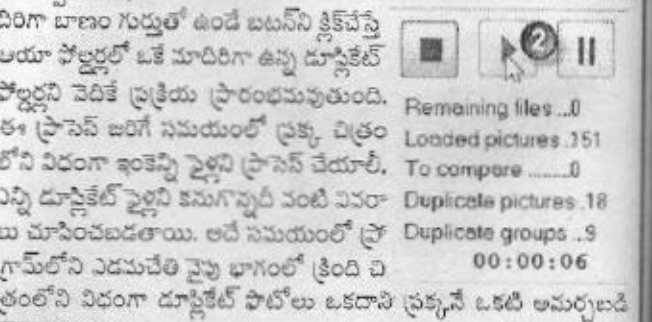 దిరిగా బాణం గుర్తుతో ఉండే బటన్‌ని క్లిక్‌చేస్తే
ఆయా ఫోల్డర్లలో ఒకే మాదిరిగా ఉన్న డూప్లికేట్
ఫోల్డర్లని వెదికే ప్రక్రియ ప్రారంభమవుతుంది.
ఈ ప్రాసెస్ జరిగే సమయంలో ప్రక్క చిత్రం
లోని విధంగా ఇంకెన్ని ఫైళ్లని ప్రాసెస్ చేయాలీ,
ఎన్ని డూప్లికేట్ ఫైళ్లని కనుగొన్నదీ వంటి వివరా
లు చూపించబడతాయి. అదే సమయంలో ప్రో
గ్రామ్‌లోని ఎడమచేతి వైపు భాగంలో క్రింది చి
త్రంలోని విధంగా డూప్లికేట్ ఫొటోలు ఒకదాని ప్రక్కనే ఒకటి అమర్చబడి
2
Remaining files ...0
Loaded pictures .351
To compare ........0
Duplicate pictures .18
Duplicate groups ..9
00:00:06